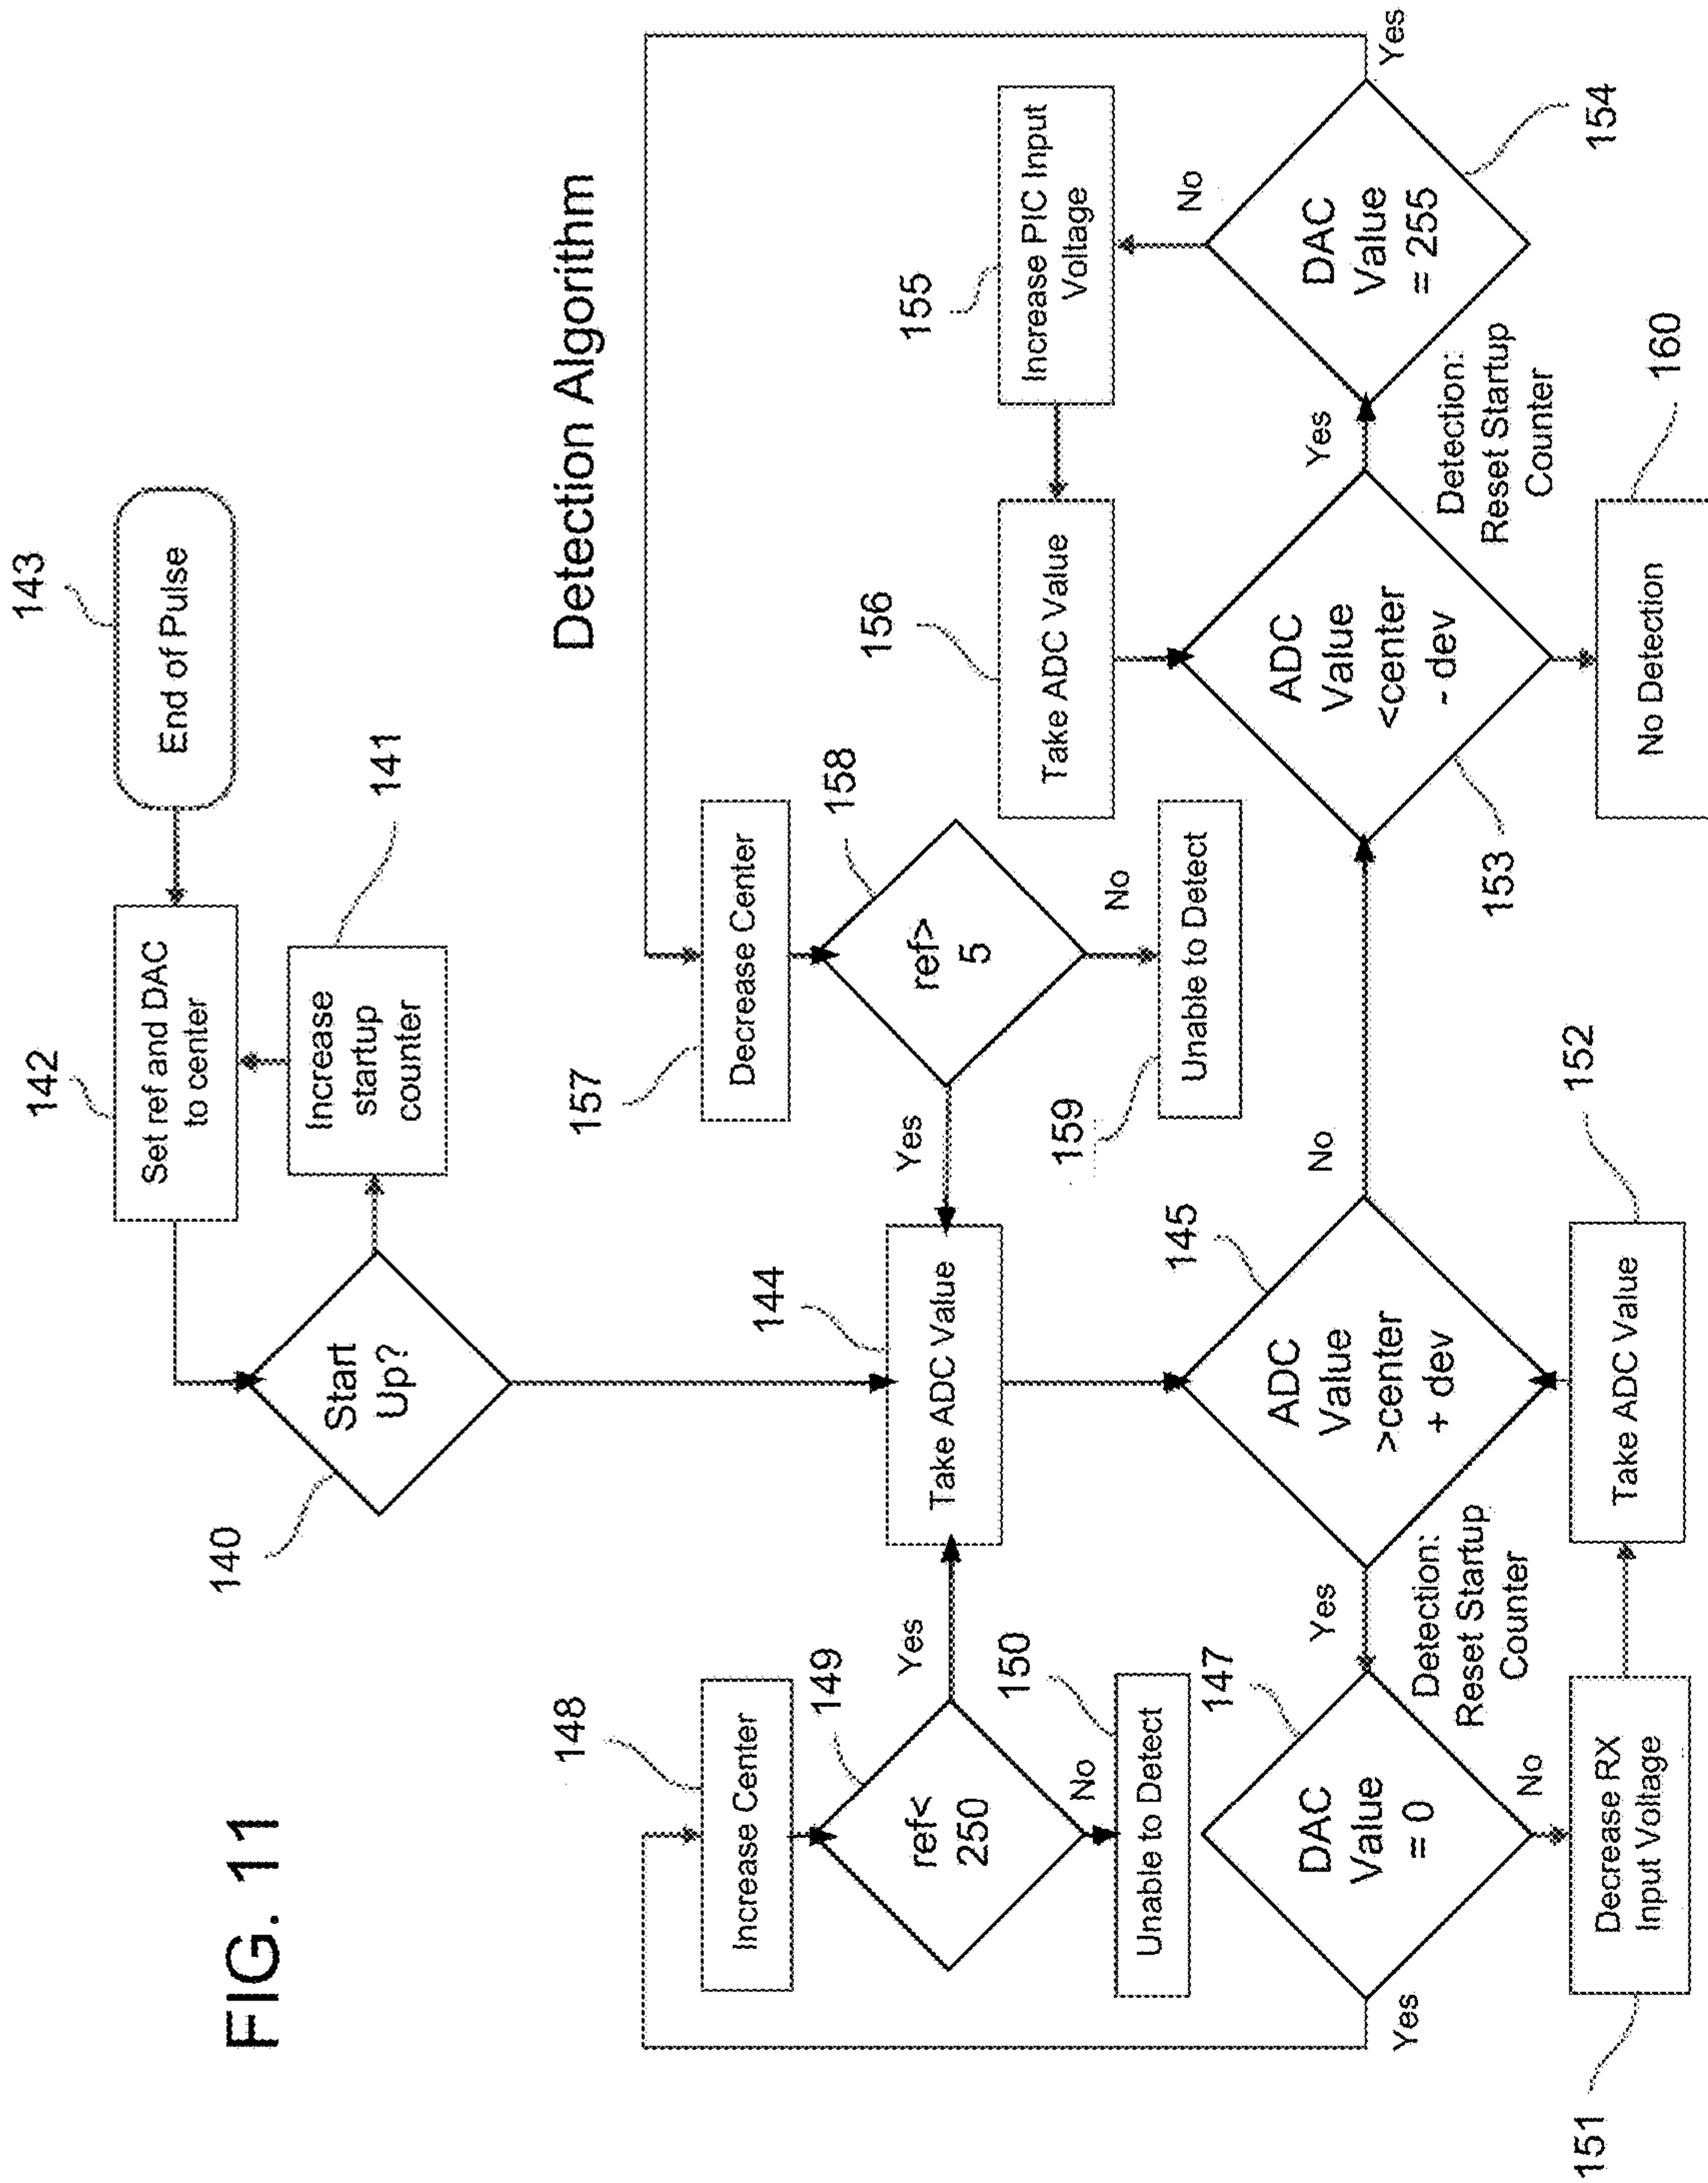 FIG. 11
143
End of Pulse
142
Set ref and DAC
to center
141
Increase
startup
counter
140
Start
Up?
Detection Algorithm
148
Increase Center
149
ref<
250
Yes
No
150
Unable to Detect
144
Take ADC Value
157
Decrease Center
158
ref>
5
Yes
No
159
Unable to Detect
156
Take ADC Value
155
Increase PIC Input
Voltage
No
147
DAC
Value
= 0
Yes
No
Yes
Detection:
Reset Startup
Counter
145
ADC
Value
>center
+ dev
No
153
ADC
Value
<center
- dev
Yes
Detection:
Reset Startup
Counter
154
DAC
Value
= 255
Yes
151
Decrease RX
Input Voltage
152
Take ADC Value
160
No Detection